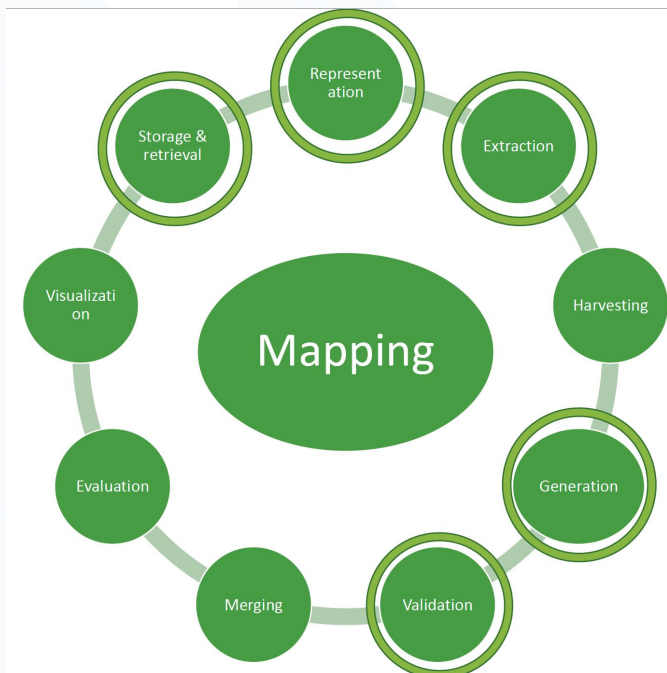 Represent
ation
Storage &
retrieval
Extraction
Visualizati
on
Harvesting
Mapping
Evaluation
Generation
Merging
Validation